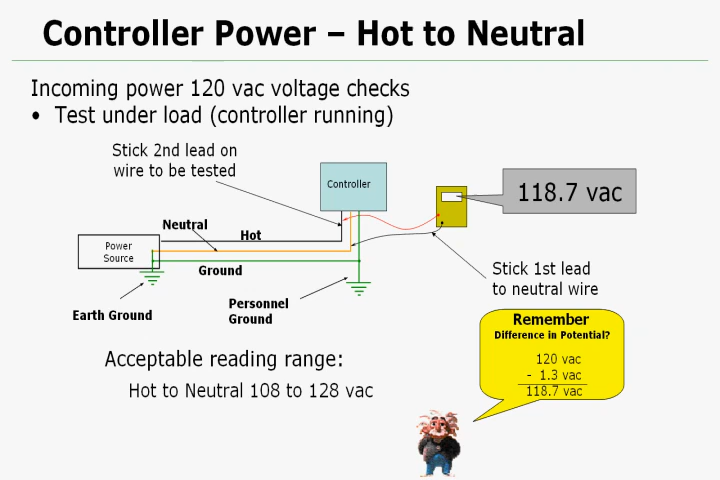 Controller Power – Hot to Neutral
Incoming power 120 vac voltage checks
• Test under load (controller running)
Stick 2nd lead on
wire to be tested
Controller
118.7 vac
Neutral
Hot
Power
Source
Ground
Stick 1st lead
to neutral wire
Personnel
Ground
Earth Ground
Remember
Difference in Potential?
120 vac
- 1.3 vac
118.7 vac
Acceptable reading range:
Hot to Neutral 108 to 128 vac